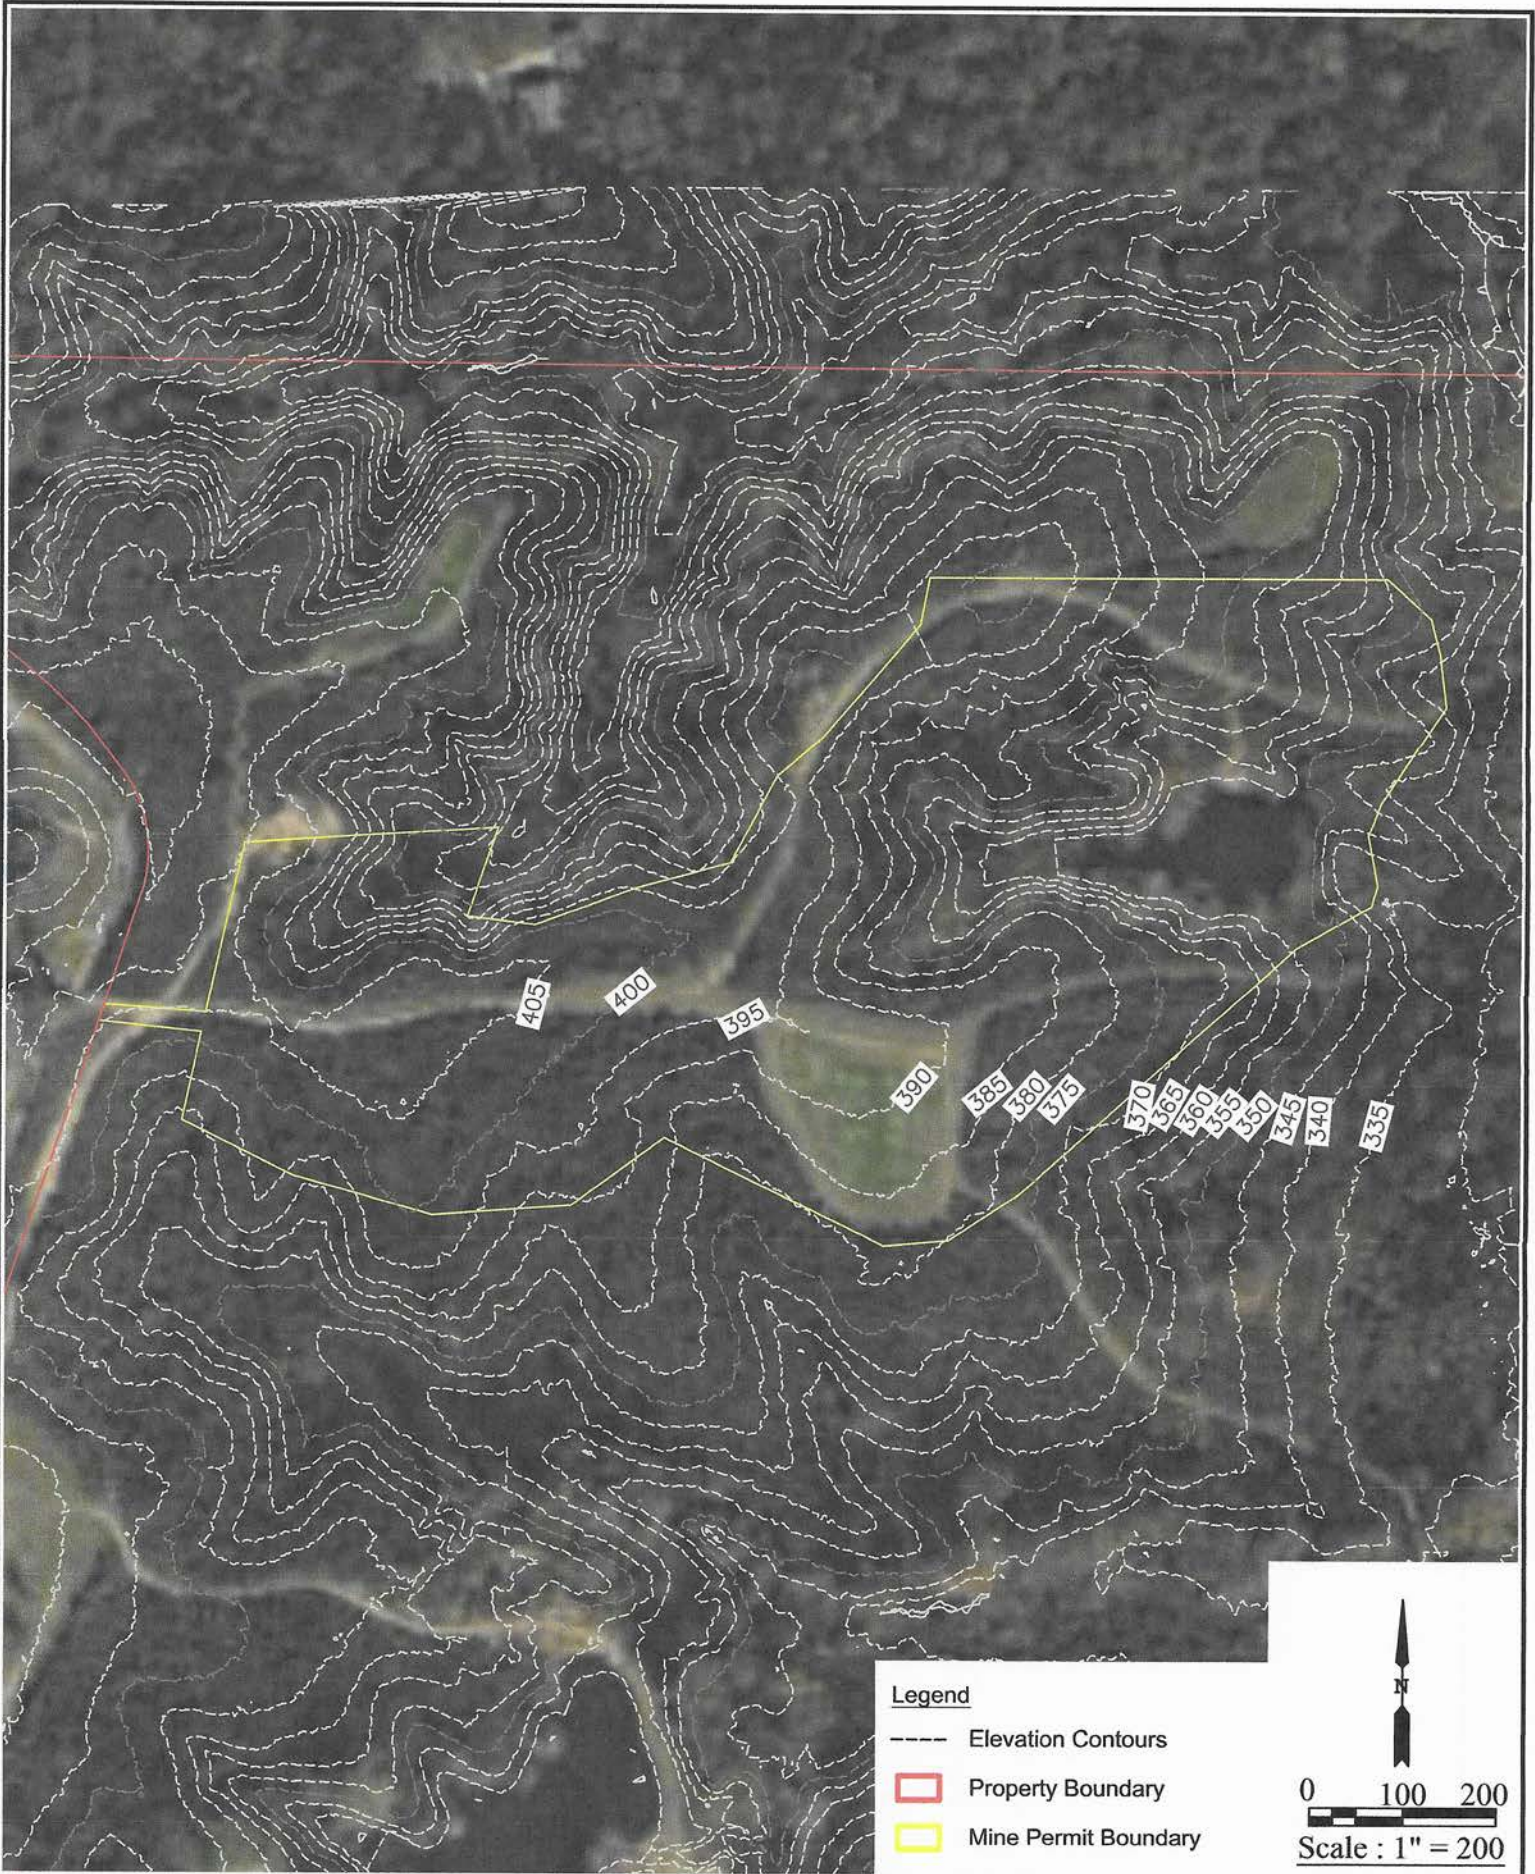 405
400
395
390
385
380
375
370
365
360
355
350
345
340
335
Legend
Elevation Contours
Property Boundary
Mine Permit Boundary
N
0 100 200
Scale : 1" = 200